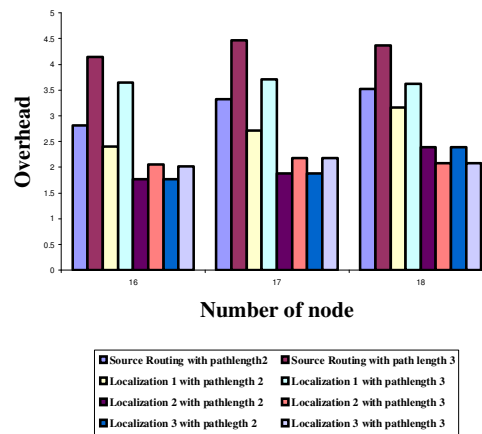 5
4.5
4
3.5
3
2.5
2
1.5
1
0.5
0
Overhead
16 17 18
Number of node
Source Routing with pathlength2 Source Routing with path length 3
Localization 1 with pathlength 2 Localization 1 with pathlength 3
Localization 2 with pathlength 2 Localization 2 with pathlength 3
Localization 3 with pathlegth 2 Localization 3 with pathlength 3